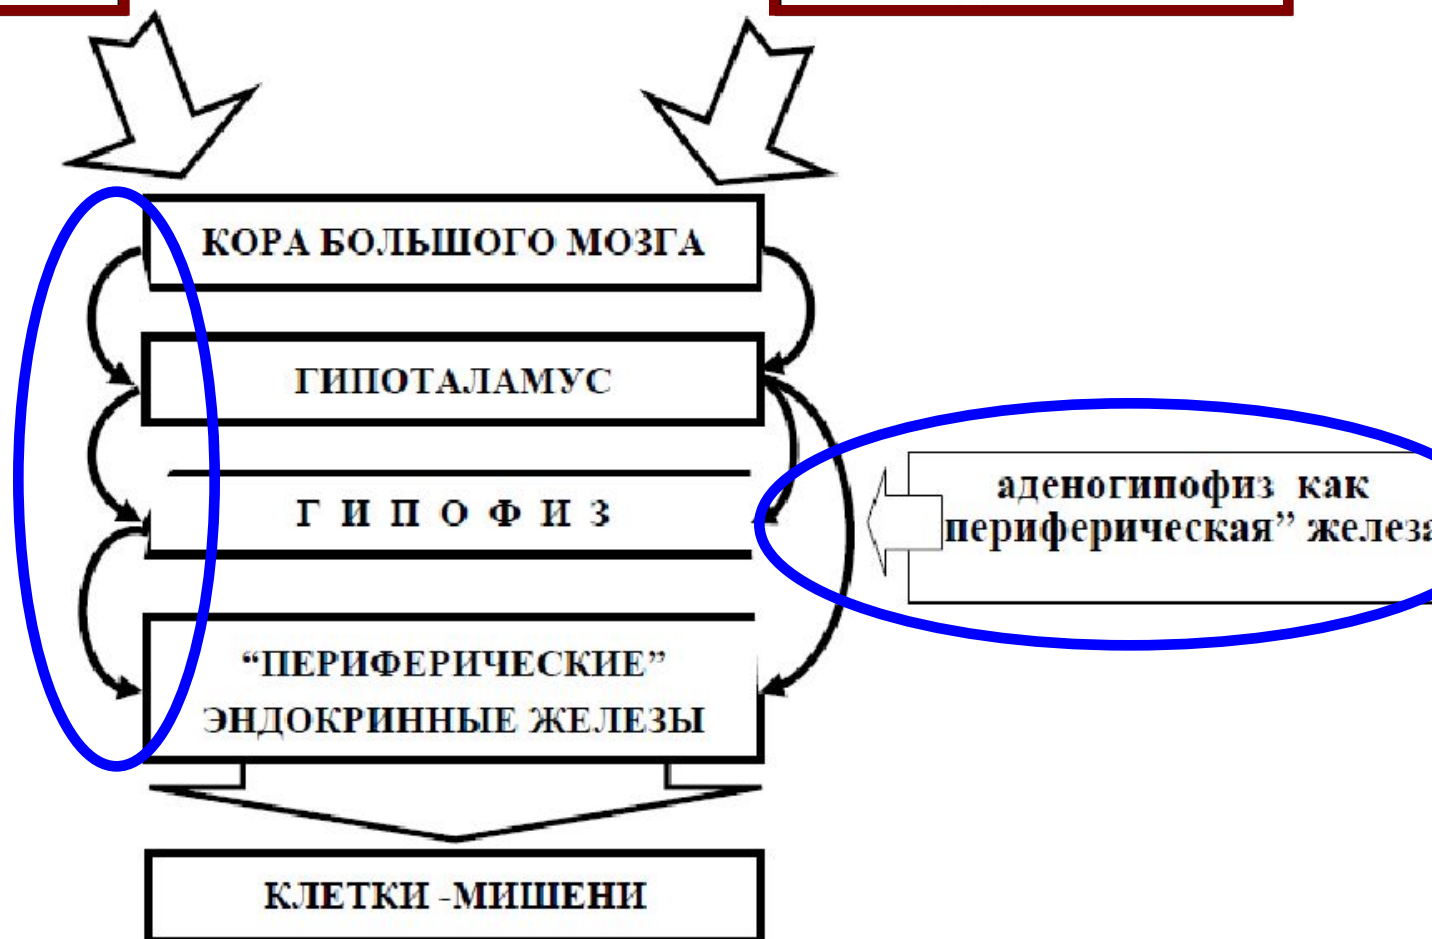 КОРА БОЛЬШОГО МОЗГА
ГИПОТАЛАМУС
Г И П О Ф И З
аденогипофиз как
периферическая” железа
“ПЕРИФЕРИЧЕСКИЕ”
ЭНДОКРИННЫЕ ЖЕЛЕЗЫ
КЛЕТКИ -МИШЕНИ